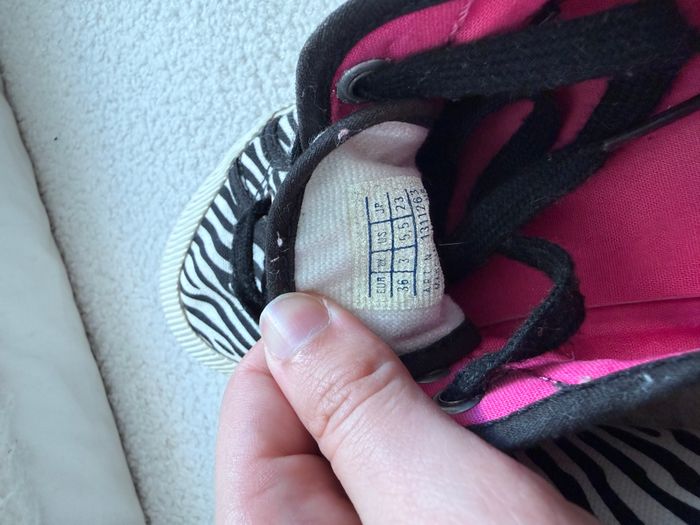 EUR UK US JP
36 3 5.5 23
ART N. 1311263